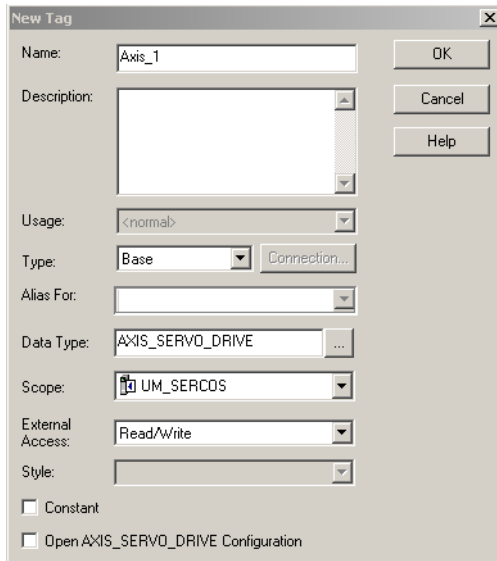 New Tag
Name:
Axis_1
OK
Description:
Cancel
Help
Usage:
<normal>
Type:
Base
Connection...
Alias For:
Data Type:
AXIS_SERVO_DRIVE
...
Scope:
UM_SERCOS
External
Access:
Read/Write
Style:
Constant
Open AXIS_SERVO_DRIVE Configuration